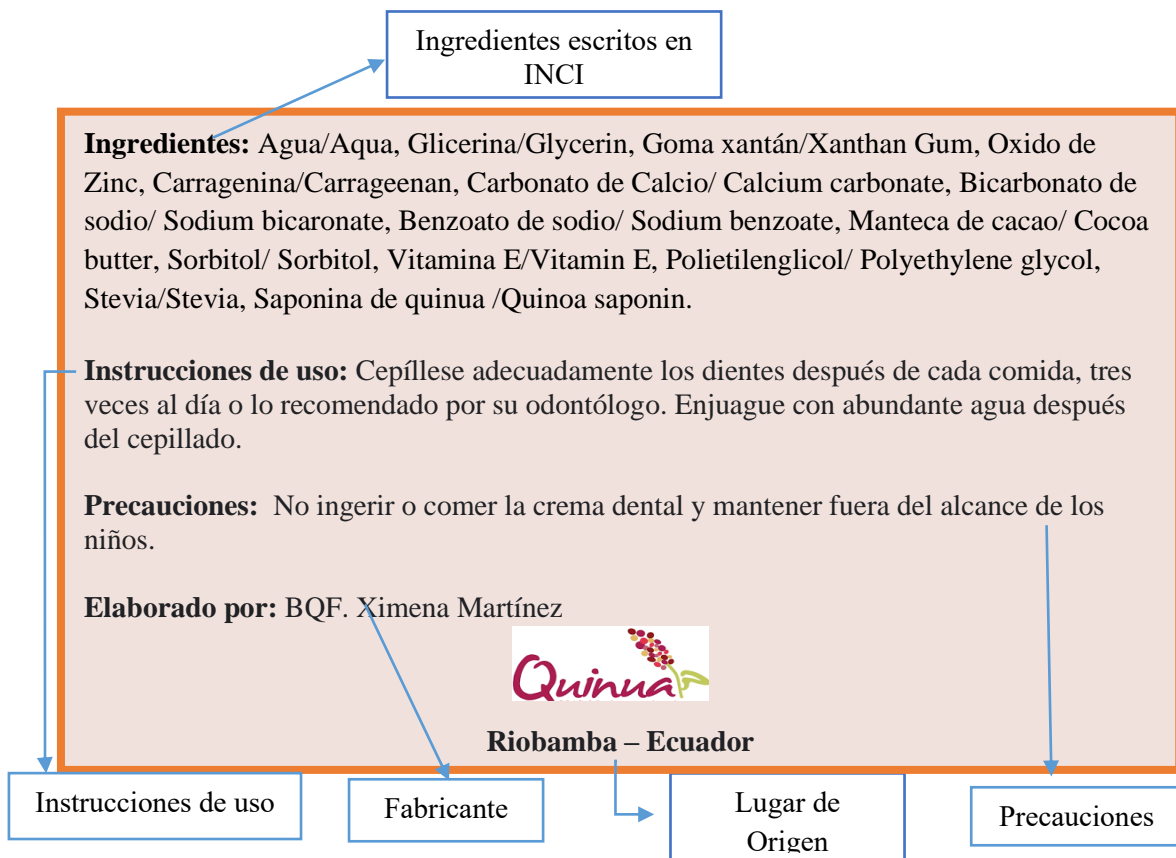 Ingredientes escritos en
INCI
Ingredientes: Agua/Aqua, Glicerina/Glycerin, Goma xantán/Xanthan Gum, Oxido de
Zinc, Carragenina/Carrageenan, Carbonato de Calcio/ Calcium carbonate, Bicarbonato de
sodio/ Sodium bicaronate, Benzoato de sodio/ Sodium benzoate, Manteca de cacao/ Cocoa
butter, Sorbitol/ Sorbitol, Vitamina E/Vitamin E, Polietilenglicol/ Polyethylene glycol,
Stevia/Stevia, Saponina de quinua /Quinoa saponin.
Instrucciones de uso: Cepíllese adecuadamente los dientes después de cada comida, tres
veces al día o lo recomendado por su odontólogo. Enjuague con abundante agua después
del cepillado.
Precauciones: No ingerir o comer la crema dental y mantener fuera del alcance de los
niños.
Elaborado por: BQF. Ximena Martínez
Quinua
Riobamba – Ecuador
Instrucciones de uso
Fabricante
Lugar de
Origen
Precauciones